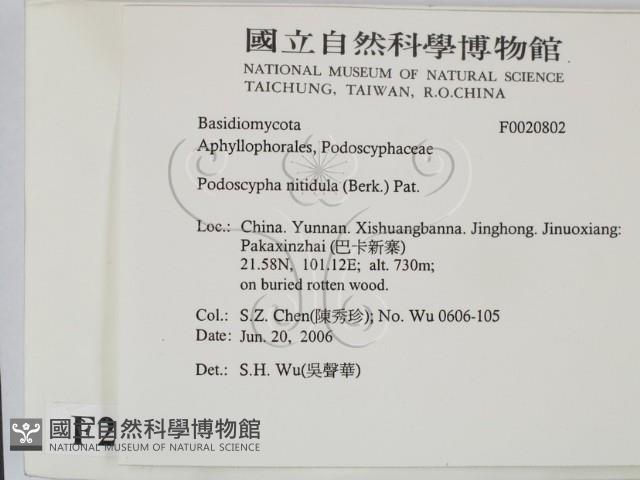 國立自然科學博物館
NATIONAL MUSEUM OF NATURAL SCIENCE
TAICHUNG, TAIWAN, R.O.CHINA
Basidiomycota F0020802
Aphyllophorales, Podoscyphaceae
Podoscypha nitidula (Berk.) Pat.
Loc.: China. Yunnan. Xishuangbanna. Jinghong. Jinuoxiang:
Pakaxinzhai (巴卡新寨)
21.58N, 101.12E; alt. 730m;
on buried rotten wood.
Col.: S.Z. Chen(陳秀珍); No. Wu 0606-105
Date: Jun. 20, 2006
Det.: S.H. Wu(吳聲華)
F2
國立自然科學博物館
NATIONAL MUSEUM OF NATURAL SCIENCE